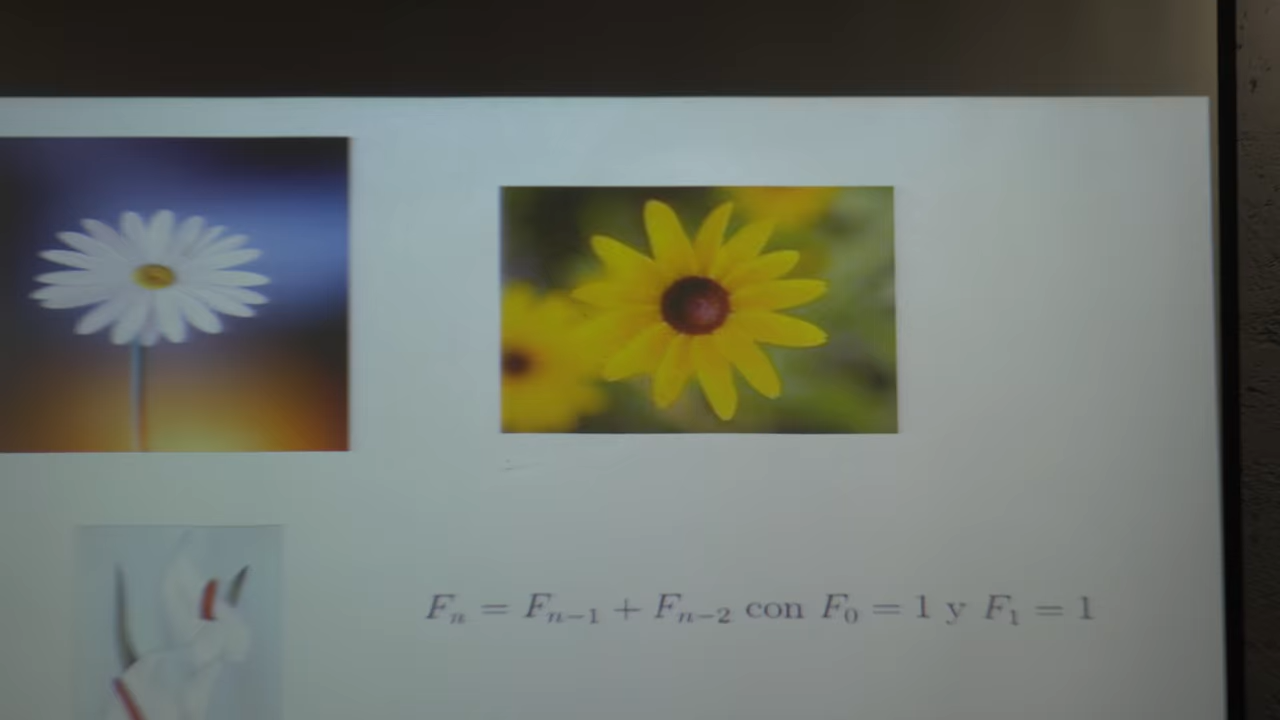 Fₙ = Fₙ₋₁ + Fₙ₋₂ con F₀ = 1 y F₁ = 1